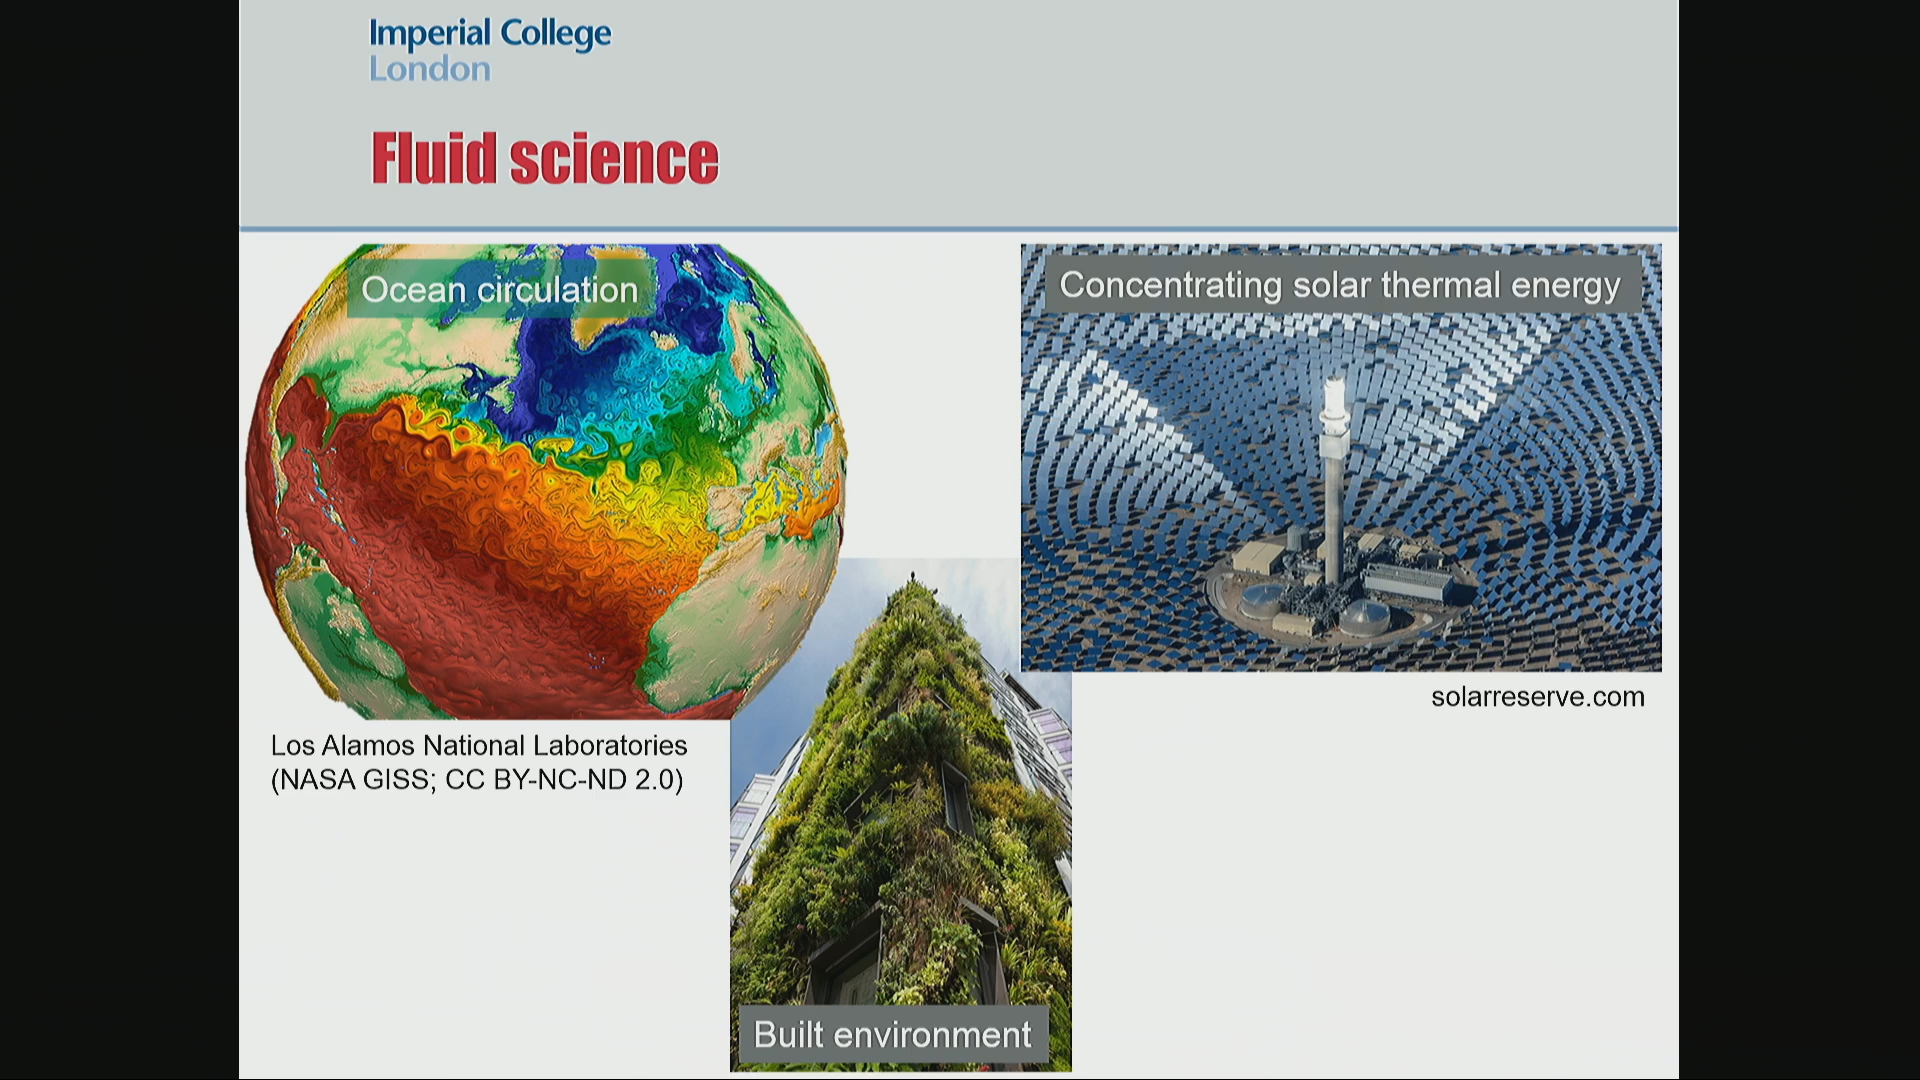 Imperial College
London
Fluid science
Ocean circulation
Concentrating solar thermal energy
solarreserve.com
Los Alamos National Laboratories
(NASA GISS; CC BY-NC-ND 2.0)
Built environment